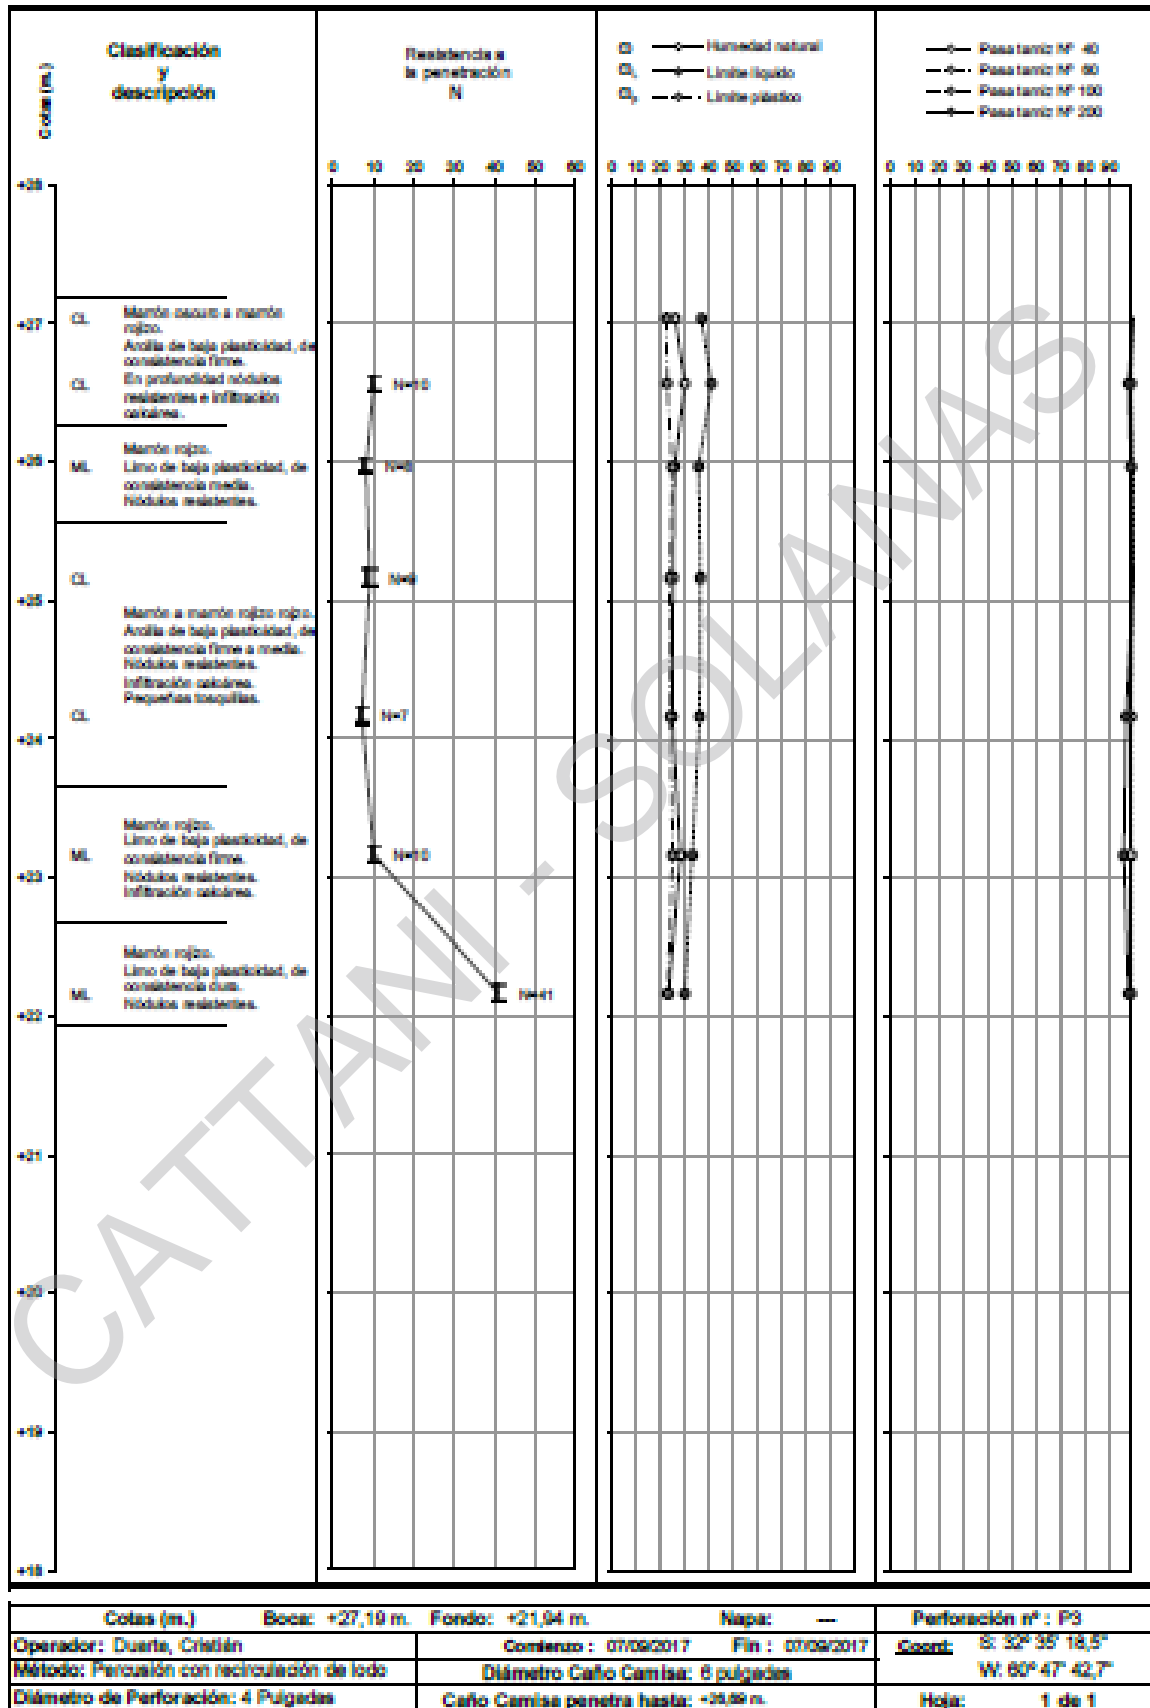 Clasificación
y
descripción
Cotas (m.)
Resistencia a
la penetración
N
Humedad natural
Límite líquido
Límite plástico
Pasa tamiz Nº 40
Pasa tamiz Nº 80
Pasa tamiz Nº 100
Pasa tamiz Nº 200
0 10 20 30 40 50 60
0 10 20 30 40 50 60 70 80 90
0 10 20 30 40 50 60 70 80 90
+28
+27
+26
+25
+24
+23
+22
+21
+20
+19
+18
CL
Marrón oscuro a marrón
rojizo.
Arcilla de baja plasticidad, de
consistencia firme.
CL
En profundidad nódulos
resistentes e infiltración
calcárea.
N=10
ML
Marrón rojizo.
Limo de baja plasticidad, de
consistencia media.
Nódulos resistentes.
N=8
CL
N=9
Marrón a marrón rojizo rojzo.
Arcilla de baja plasticidad, de
consistencia firme a media.
Nódulos resistentes.
Infiltración calcárea.
Pequeñas tosquillas.
CL
N=7
Marrón rojizo.
Limo de baja plasticidad, de
ML
consistencia firme.
Nódulos resistentes.
Infiltración calcárea.
N=10
Marrón rojizo.
Limo de baja plasticidad, de
consistencia dura.
ML
Nódulos resistentes.
N=41
CATTANI - SOLANAS
Cotas (m.) Boca: +27,19 m. Fondo: +21,94 m. Napa: ---
Perforación nº : P3
Operador: Duarte, Cristián
Comienzo : 07/09/2017 Fin : 07/09/2017
Coord: S: 32º 35' 18,5"
W: 60º 47' 42,7"
Método: Percusión con recirculación de lodo
Diámetro Caño Camisa: 6 pulgadas
Diámetro de Perforación: 4 Pulgadas
Caño Camisa penetra hasta:
Hoja: 1 de 1